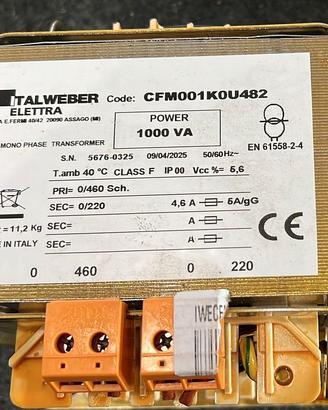 ITALWEBER Code: CFM001K0U482
ELETTRA
A E.FERMI 40/42 20090 ASSAGO (MI)
POWER
1000 VA
MONO PHASE TRANSFORMER
EN 61558-2-4
S.N. 5676-0325 09/04/2025 50/60Hz~
T.amb 40 °C CLASS F IP 00 Vcc %= 5,6
PRI= 0/460 Sch.
SEC= 0/220 4,6 A 5A/gG
SEC= A
= 11,2 Kg
SEC= A
E IN ITALY
CE
0 460 0 220